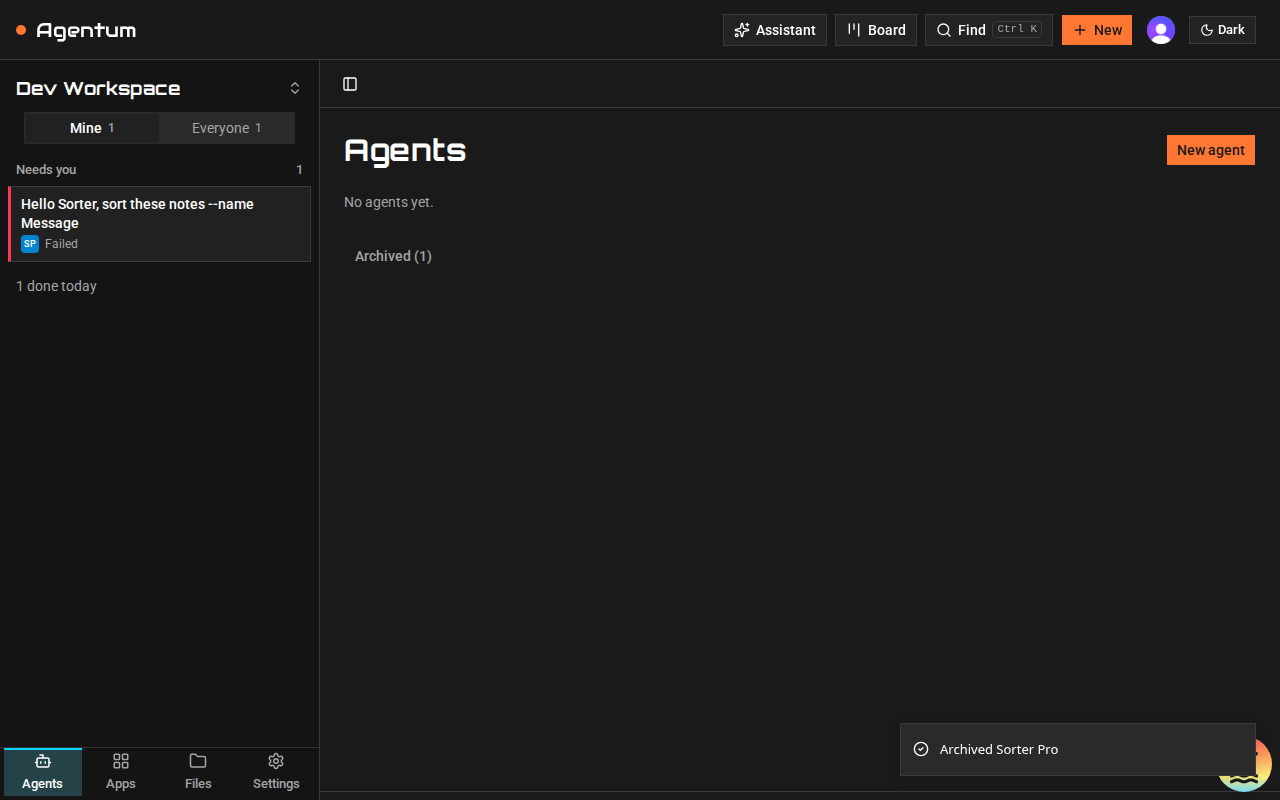 Agentum
Assistant
Board
Find Ctrl K
New
Dark
Dev Workspace
Mine 1
Everyone 1
Needs you 1
Hello Sorter, sort these notes --name
Message
SP Failed
1 done today
Agents
New agent
No agents yet.
Archived (1)
Agents
Apps
Files
Settings
Archived Sorter Pro